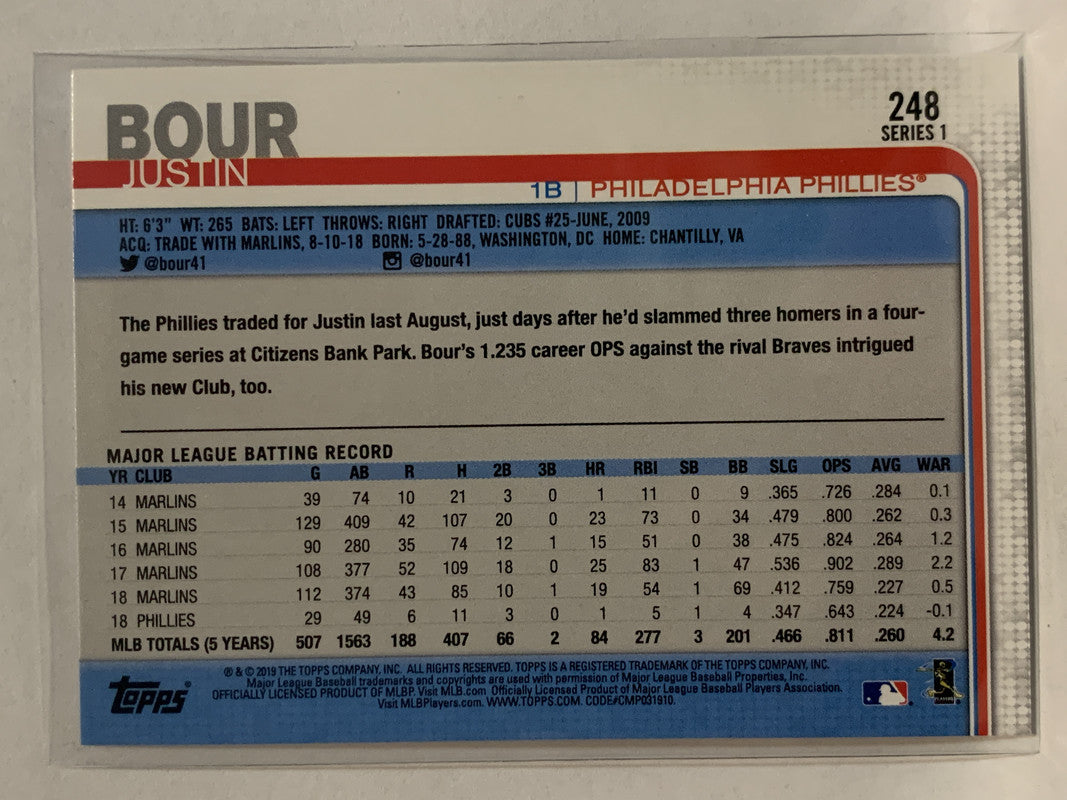 BOUR
JUSTIN
248
SERIES 1
1B | PHILADELPHIA PHILLIES®
HT: 6'3" WT: 265 BATS: LEFT THROWS: RIGHT DRAFTED: CUBS #25-JUNE, 2009
ACQ: TRADE WITH MARLINS, 8-10-18 BORN: 5-28-88, WASHINGTON, DC HOME: CHANTILLY, VA
@bour41 @bour41
The Phillies traded for Justin last August, just days after he'd slammed three homers in a four-
game series at Citizens Bank Park. Bour's 1.235 career OPS against the rival Braves intrigued
his new Club, too.
MAJOR LEAGUE BATTING RECORD
YR CLUB G AB R H 2B 3B HR RBI SB BB SLG OPS AVG WAR
14 MARLINS 39 74 10 21 3 0 1 11 0 9 .365 .726 .284 0.1
15 MARLINS 129 409 42 107 20 0 23 73 0 34 .479 .800 .262 0.3
16 MARLINS 90 280 35 74 12 1 15 51 0 38 .475 .824 .264 1.2
17 MARLINS 108 377 52 109 18 0 25 83 1 47 .536 .902 .289 2.2
18 MARLINS 112 374 43 85 10 1 19 54 1 69 .412 .759 .227 0.5
18 PHILLIES 29 49 6 11 3 0 1 5 1 4 .347 .643 .224 -0.1
MLB TOTALS (5 YEARS) 507 1563 188 407 66 2 84 277 3 201 .466 .811 .260 4.2
Topps®
® & © 2019 THE TOPPS COMPANY, INC. ALL RIGHTS RESERVED. TOPPS IS A REGISTERED TRADEMARK OF THE TOPPS COMPANY, INC.
Major League Baseball trademarks and copyrights are used with permission of Major League Baseball Properties, Inc.
OFFICIALLY LICENSED PRODUCT OF MLBP. Visit MLB.com Officially Licensed Product of Major League Baseball Players Association.
Visit MLBPlayers.com. WWW.TOPPS.COM. CODE#CMP031910.